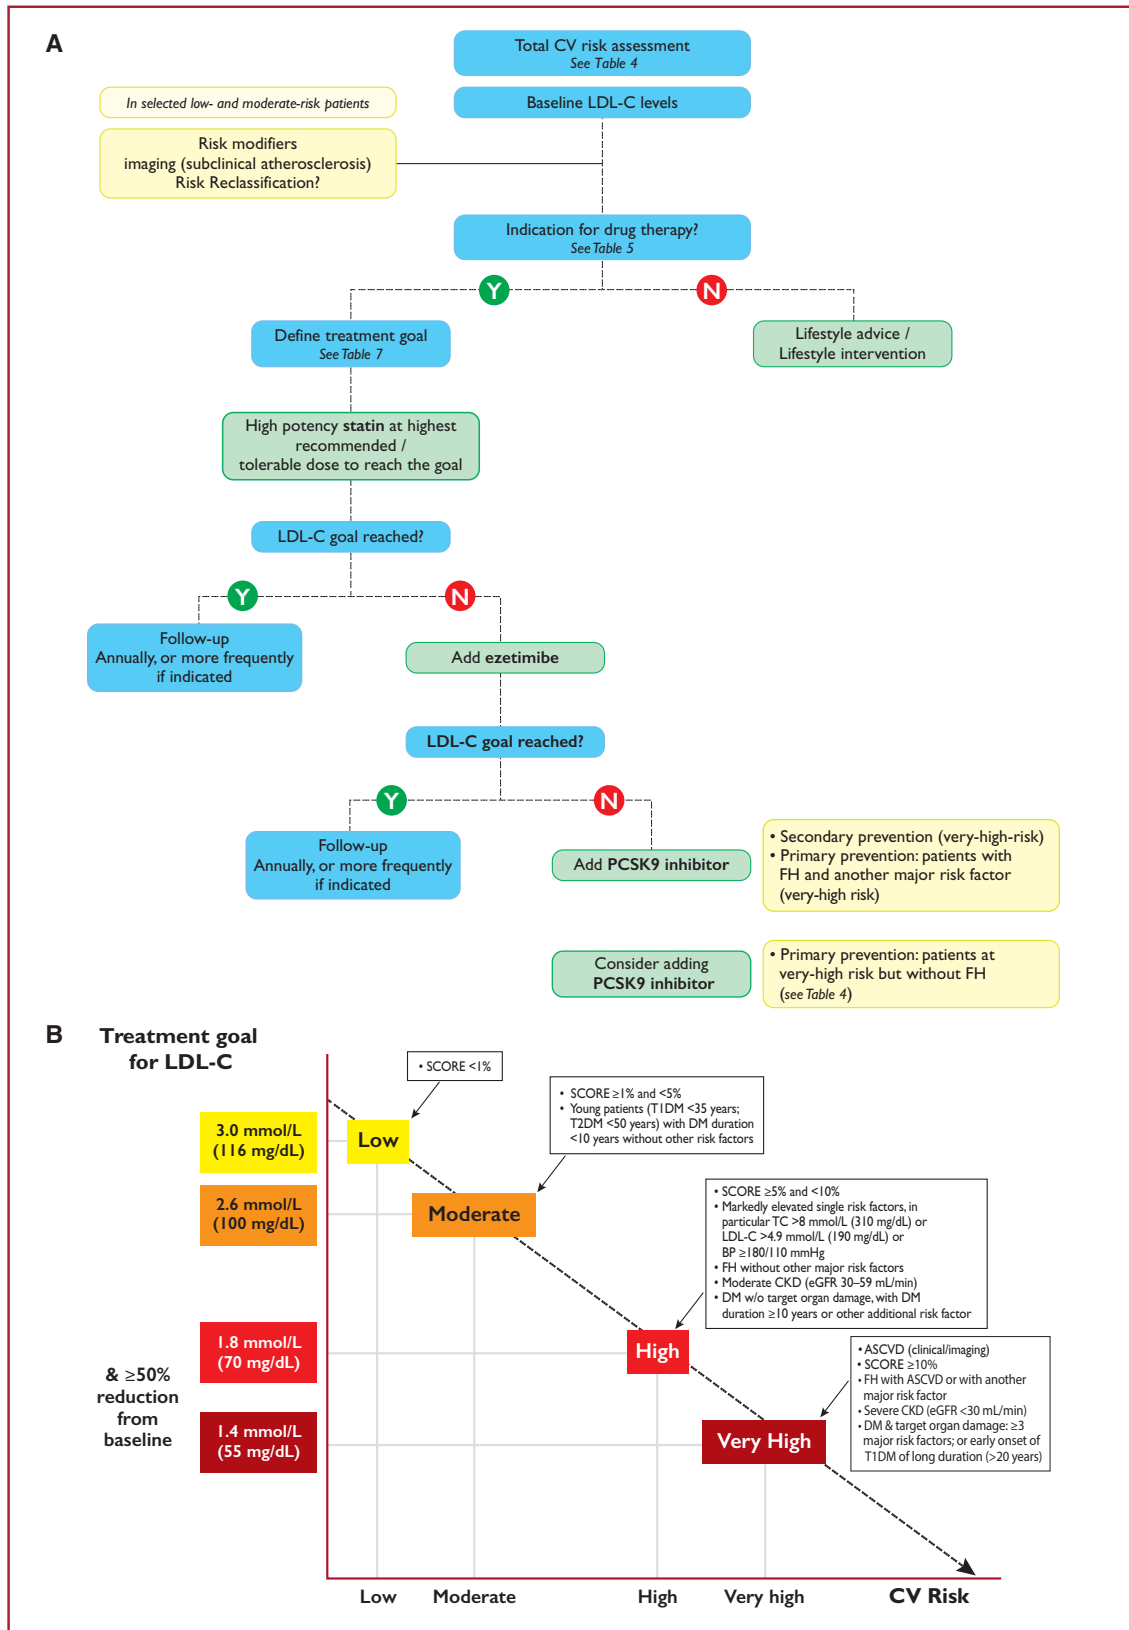 A
Total CV risk assessment
See Table 4
In selected low- and moderate-risk patients
Baseline LDL-C levels
Risk modifiers
imaging (subclinical atherosclerosis)
Risk Reclassification?
Indication for drug therapy?
See Table 5
Y
N
Define treatment goal
See Table 7
Lifestyle advice /
Lifestyle intervention
High potency statin at highest
recommended /
tolerable dose to reach the goal
LDL-C goal reached?
Y
N
Follow-up
Annually, or more frequently
if indicated
Add ezetimibe
LDL-C goal reached?
Y
N
Follow-up
Annually, or more frequently
if indicated
Add PCSK9 inhibitor
• Secondary prevention (very-high-risk)
• Primary prevention: patients with
FH and another major risk factor
(very-high risk)
Consider adding
PCSK9 inhibitor
• Primary prevention: patients at
very-high risk but without FH
(see Table 4)
B
Treatment goal
for LDL-C
• SCORE <1%
• SCORE ≥1% and <5%
• Young patients (T1DM <35 years;
T2DM <50 years) with DM duration
<10 years without other risk factors
3.0 mmol/L
(116 mg/dL)
Low
2.6 mmol/L
(100 mg/dL)
Moderate
• SCORE ≥5% and <10%
• Markedly elevated single risk factors, in
particular TC >8 mmol/L (310 mg/dL) or
LDL-C >4.9 mmol/L (190 mg/dL) or
BP ≥180/110 mmHg
• FH without other major risk factors
• Moderate CKD (eGFR 30–59 mL/min)
• DM w/o target organ damage, with DM
duration ≥10 years or other additional risk factor
1.8 mmol/L
(70 mg/dL)
High
& ≥50%
reduction
from
baseline
• ASCVD (clinical/imaging)
• SCORE ≥10%
• FH with ASCVD or with another
major risk factor
• Severe CKD (eGFR <30 mL/min)
• DM & target organ damage: ≥3
major risk factors; or early onset of
T1DM of long duration (>20 years)
1.4 mmol/L
(55 mg/dL)
Very High
Low
Moderate
High
Very high
CV Risk